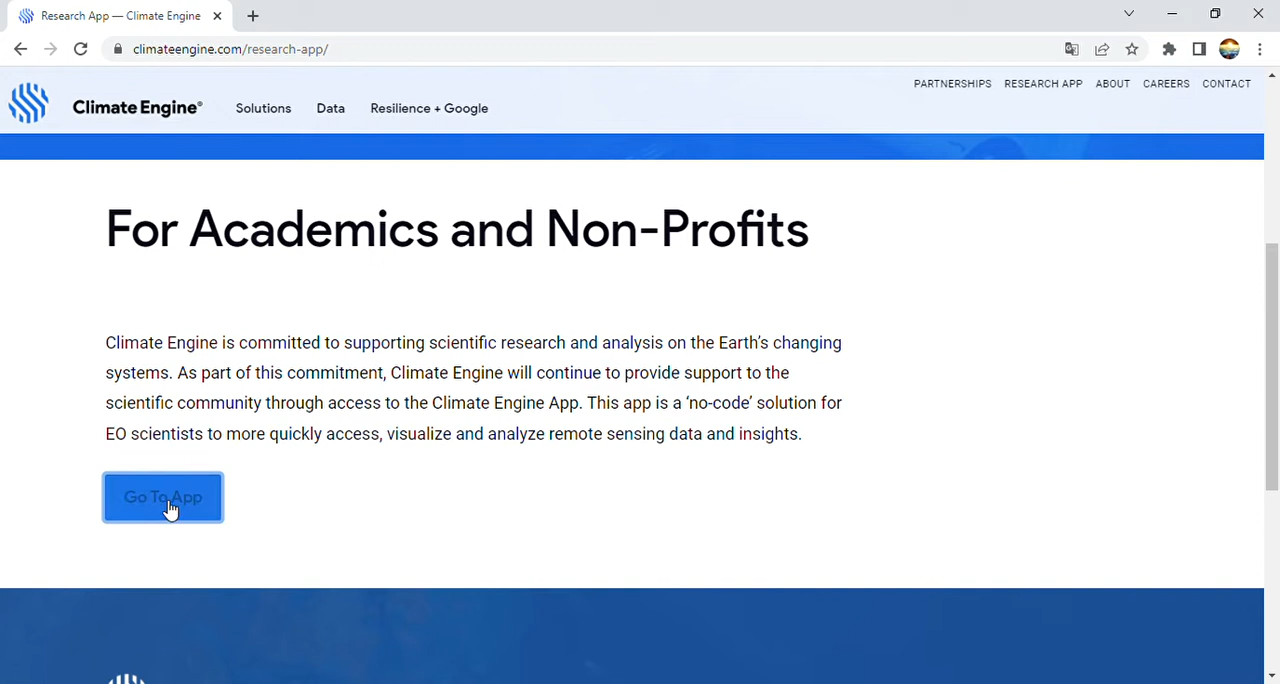 Research App — Climate Engine
climateengine.com/research-app/
PARTNERSHIPS RESEARCH APP ABOUT CAREERS CONTACT
Climate Engine® Solutions Data Resilience + Google
For Academics and Non-Profits
Climate Engine is committed to supporting scientific research and analysis on the Earth's changing
systems. As part of this commitment, Climate Engine will continue to provide support to the
scientific community through access to the Climate Engine App. This app is a ‘no-code’ solution for
EO scientists to more quickly access, visualize and analyze remote sensing data and insights.
Go To App